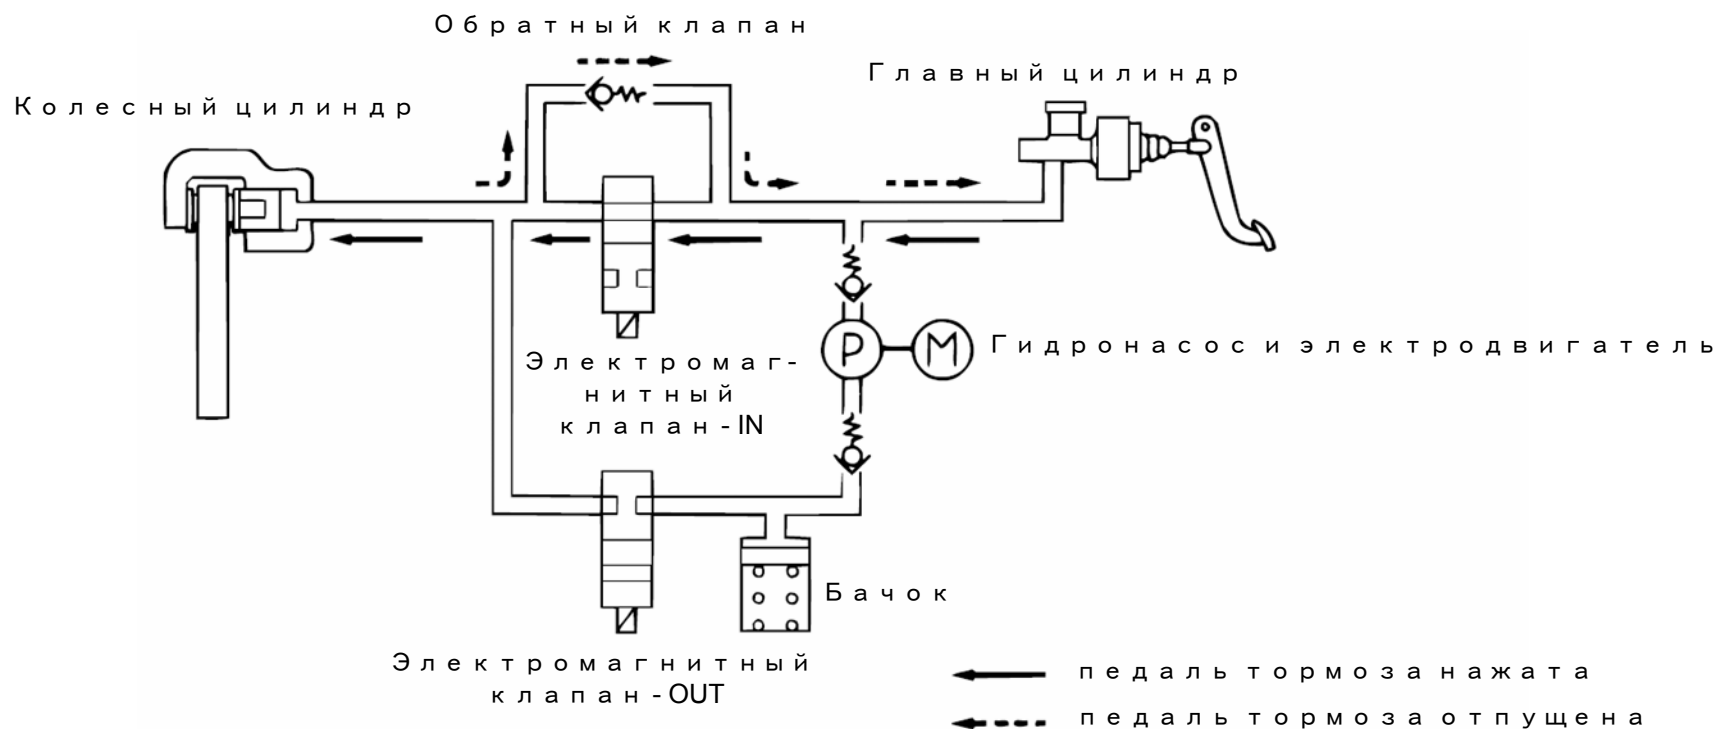 Обратный клапан
Главный цилиндр
Колесный цилиндр
P
M
Гидронасос и электродвигатель
Электромаг-
нитный
клапан-IN
Бачок
Электромагнитный
клапан-OUT
педаль тормоза нажата
педаль тормоза отпущена